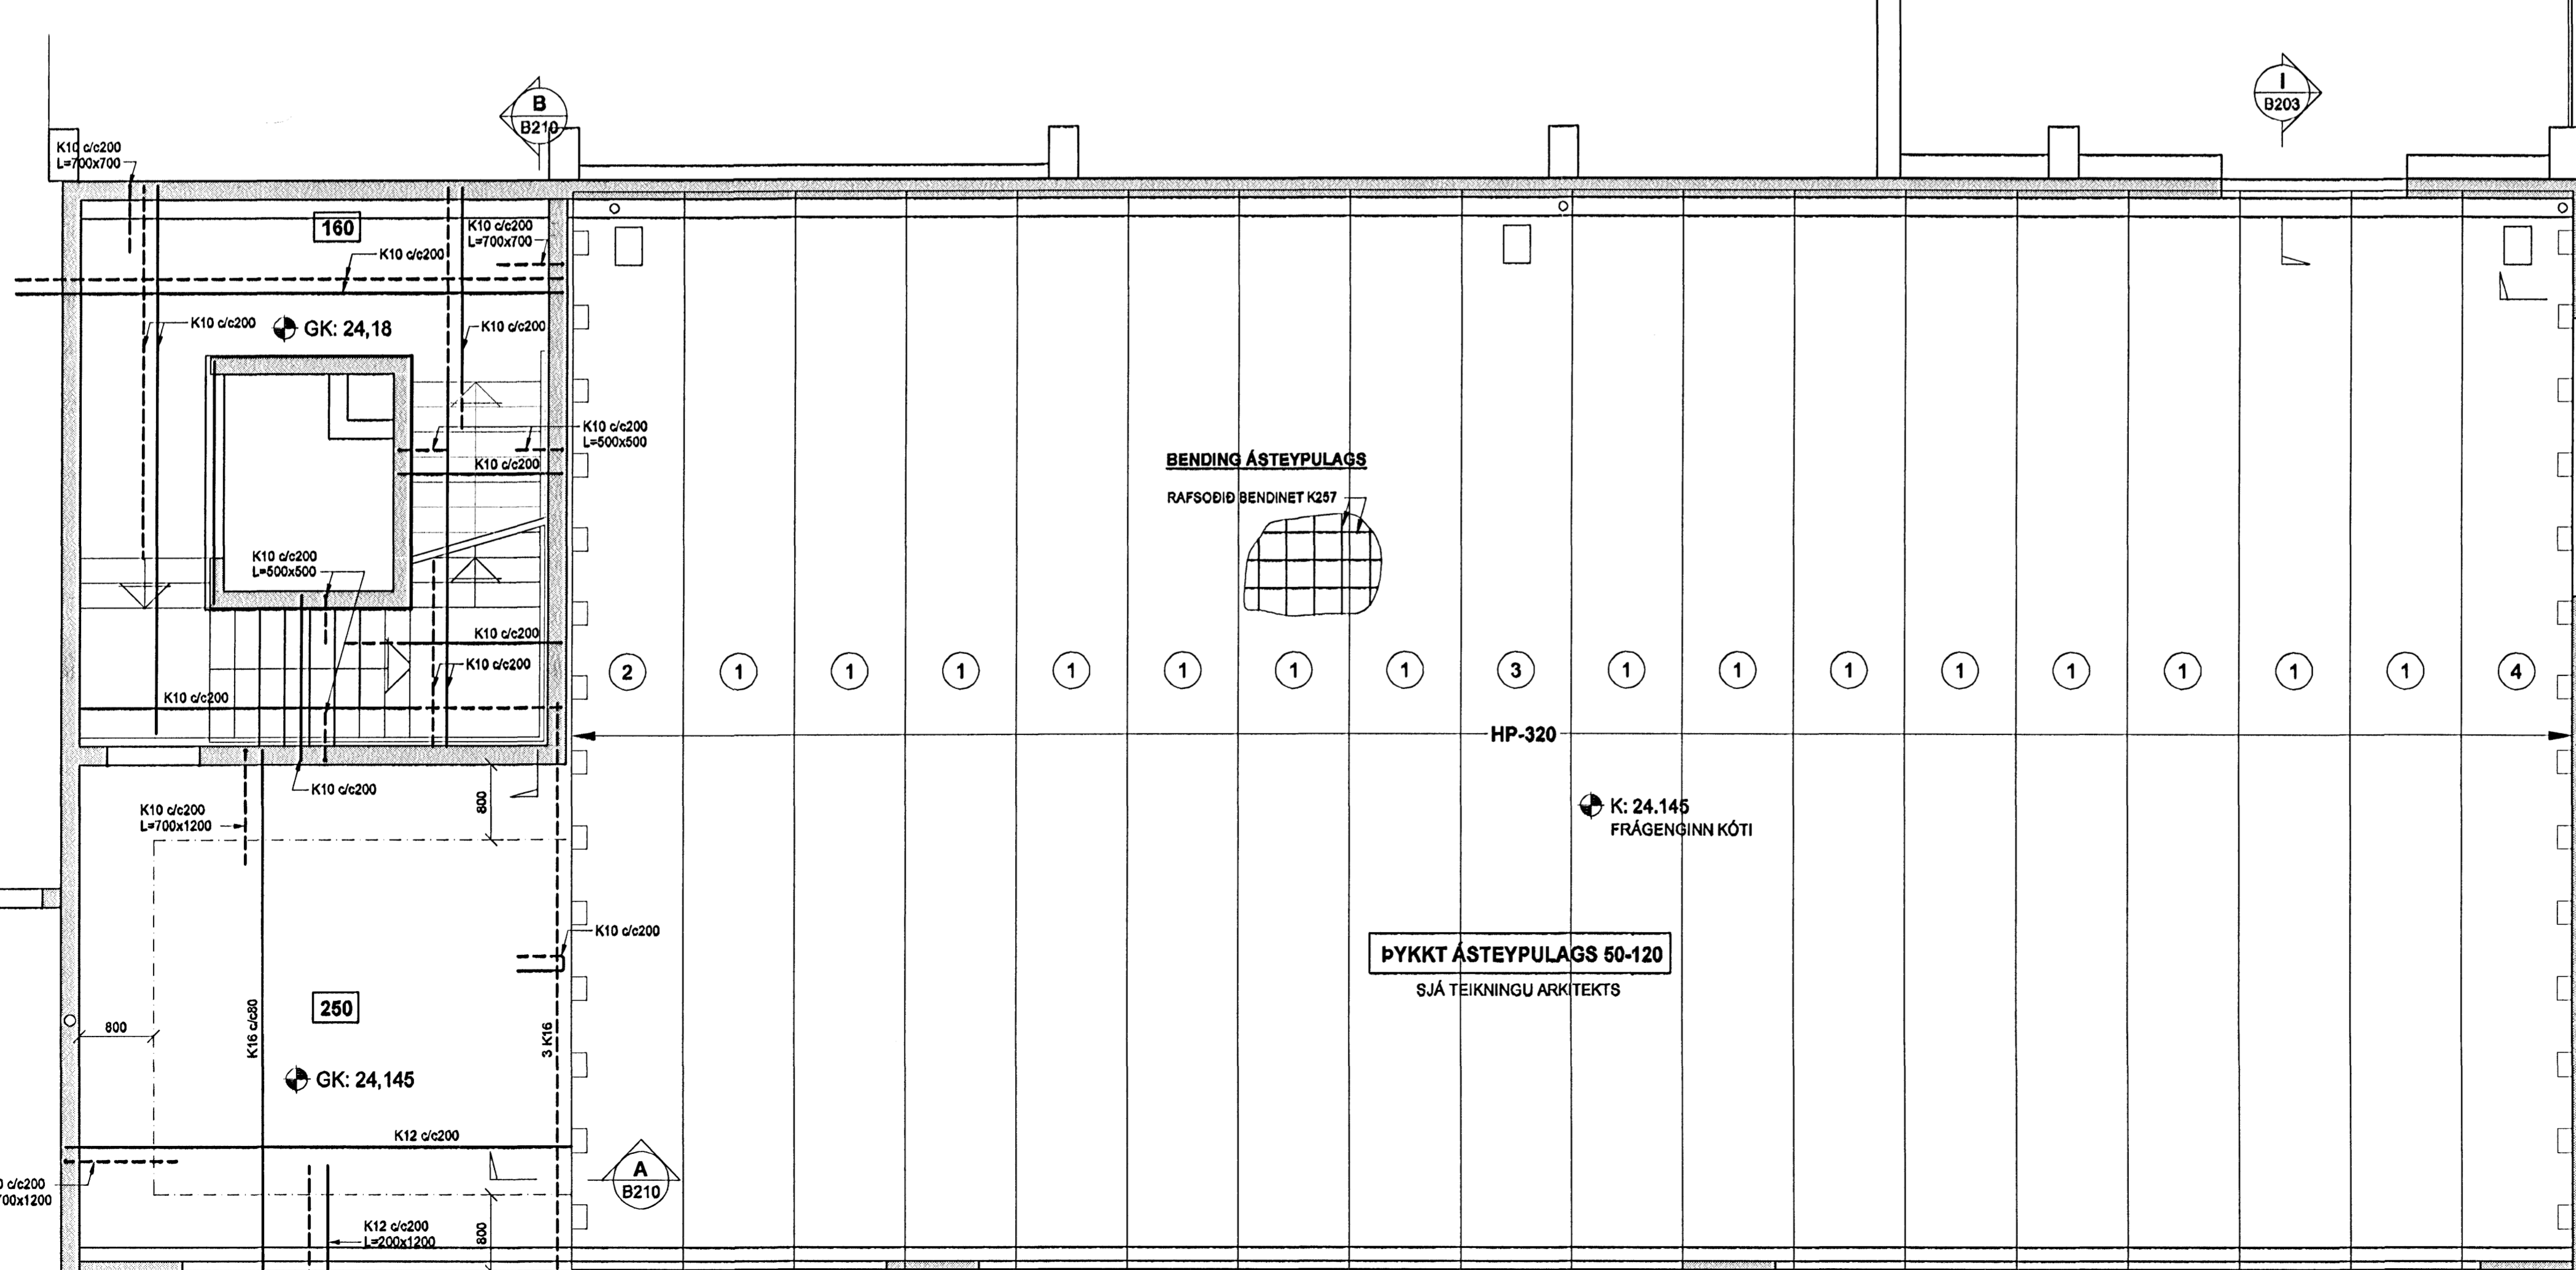 B
B210
I
B203
K10 c/c200
L=700x700
160
K10 c/c200
L=700x700
K10 c/c200
K10 c/c200
GK: 24,18
K10 c/c200
K10 c/c200
L=500x500
K10 c/c200
BENDING ÁSTEYPULAGS
RAFSOÐIÐ BENDINET K257
K10 c/c200
L=500x500
K10 c/c200
K10 c/c200
K10 c/c200
2 1 1 1 1 1 1 1 3 1 1 1 1 1 1 1 1 4
HP-320
K10 c/c200
800
K10 c/c200
L=700x1200
K: 24.145
FRÁGENGINN KÓTI
K10 c/c200
ÞYKKT ÁSTEYPULAGS 50-120
SJÁ TEIKNINGU ARKITEKTS
250
K16 c/c80
3 K16
800
GK: 24,145
K12 c/c200
A
B210
0 c/c200
00x1200
K12 c/c200
L=200x1200
800